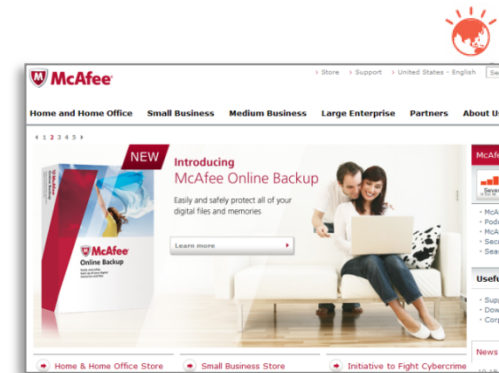 McAfee
> Store > Support > United States - English
Home and Home Office Small Business Medium Business Large Enterprise Partners About
1 2 3 4 5
NEW
Introducing
McAfee Online Backup
Easily and safely protect all of your
digital files and memories
Learn more
McAfee
Online Backup
Home & Home Office Store Small Business Store Initiative to Fight Cybercrime
News